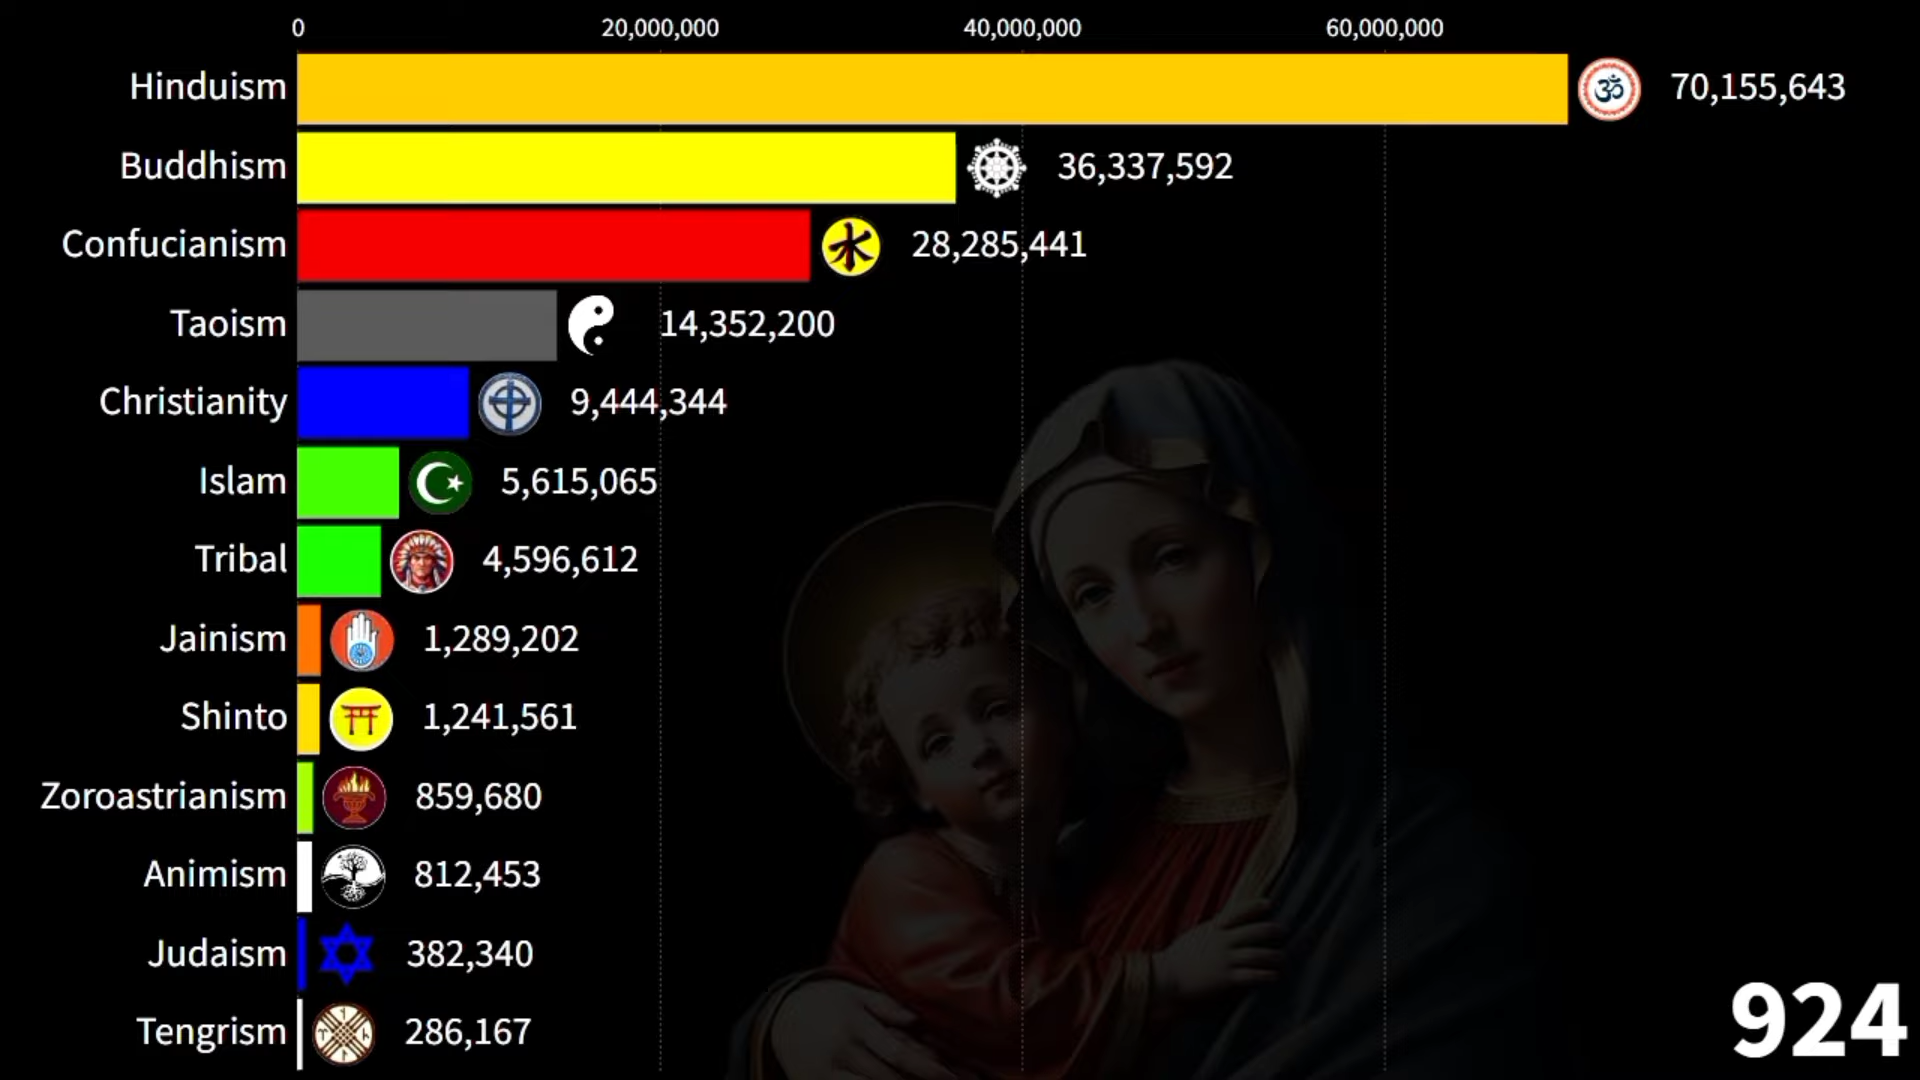 0 20,000,000 40,000,000 60,000,000
Hinduism ॐ 70,155,643
Buddhism 36,337,592
Confucianism 水 28,285,441
Taoism 14,352,200
Christianity 9,444,344
Islam 5,615,065
Tribal 4,596,612
Jainism 1,289,202
Shinto 1,241,561
Zoroastrianism 859,680
Animism 812,453
Judaism 382,340
Tengrism 286,167
924